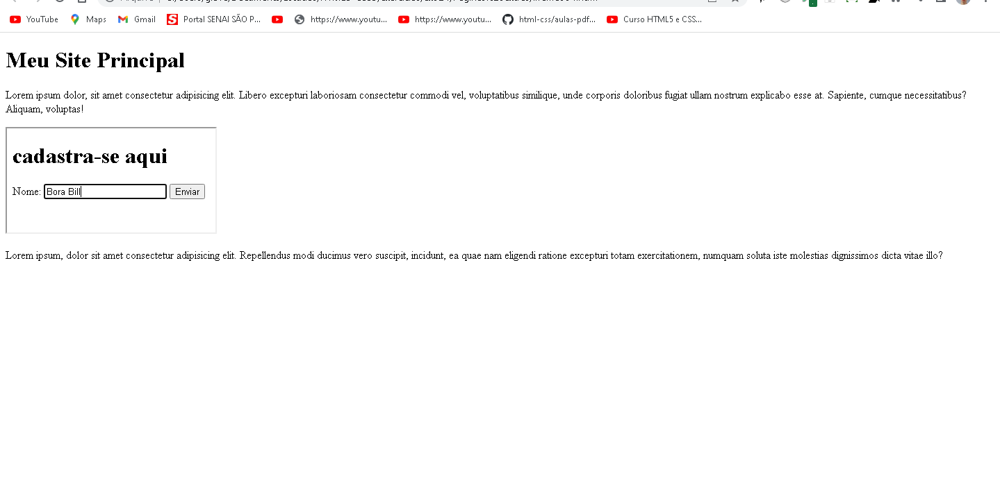 YouTube Maps Gmail Portal SENAI SÃO P... https://www.youtu... https://www.youtu... html-css/aulas-pdf... Curso HTML5 e CSS...
Meu Site Principal
Lorem ipsum dolor, sit amet consectetur adipisicing elit. Libero excepturi laboriosam consectetur commodi vel, voluptatibus similique, unde corporis doloribus fugiat ullam nostrum explicabo esse at. Sapiente, cumque necessitatibus?
Aliquam, voluptas!
cadastra-se aqui
Nome: Bora Bill Enviar
Lorem ipsum, dolor sit amet consectetur adipisicing elit. Repellendus modi ducimus vero suscipit, incidunt, ea quae nam eligendi ratione excepturi totam exercitationem, numquam soluta iste molestias dignissimos dicta vitae illo?